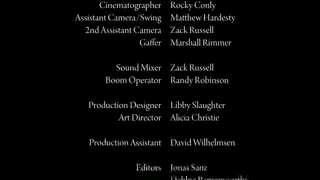 Cinematographer Rocky Conly
Assistant Camera/Swing Matthew Hardesty
2nd Assistant Camera Zack Russell
Gaffer Marshall Rimmer
Sound Mixer Zack Russell
Boom Operator Randy Robinson
Production Designer Libby Slaughter
Art Director Alicia Christie
Production Assistant David Wilhelmsen
Editors Jonas Sanz